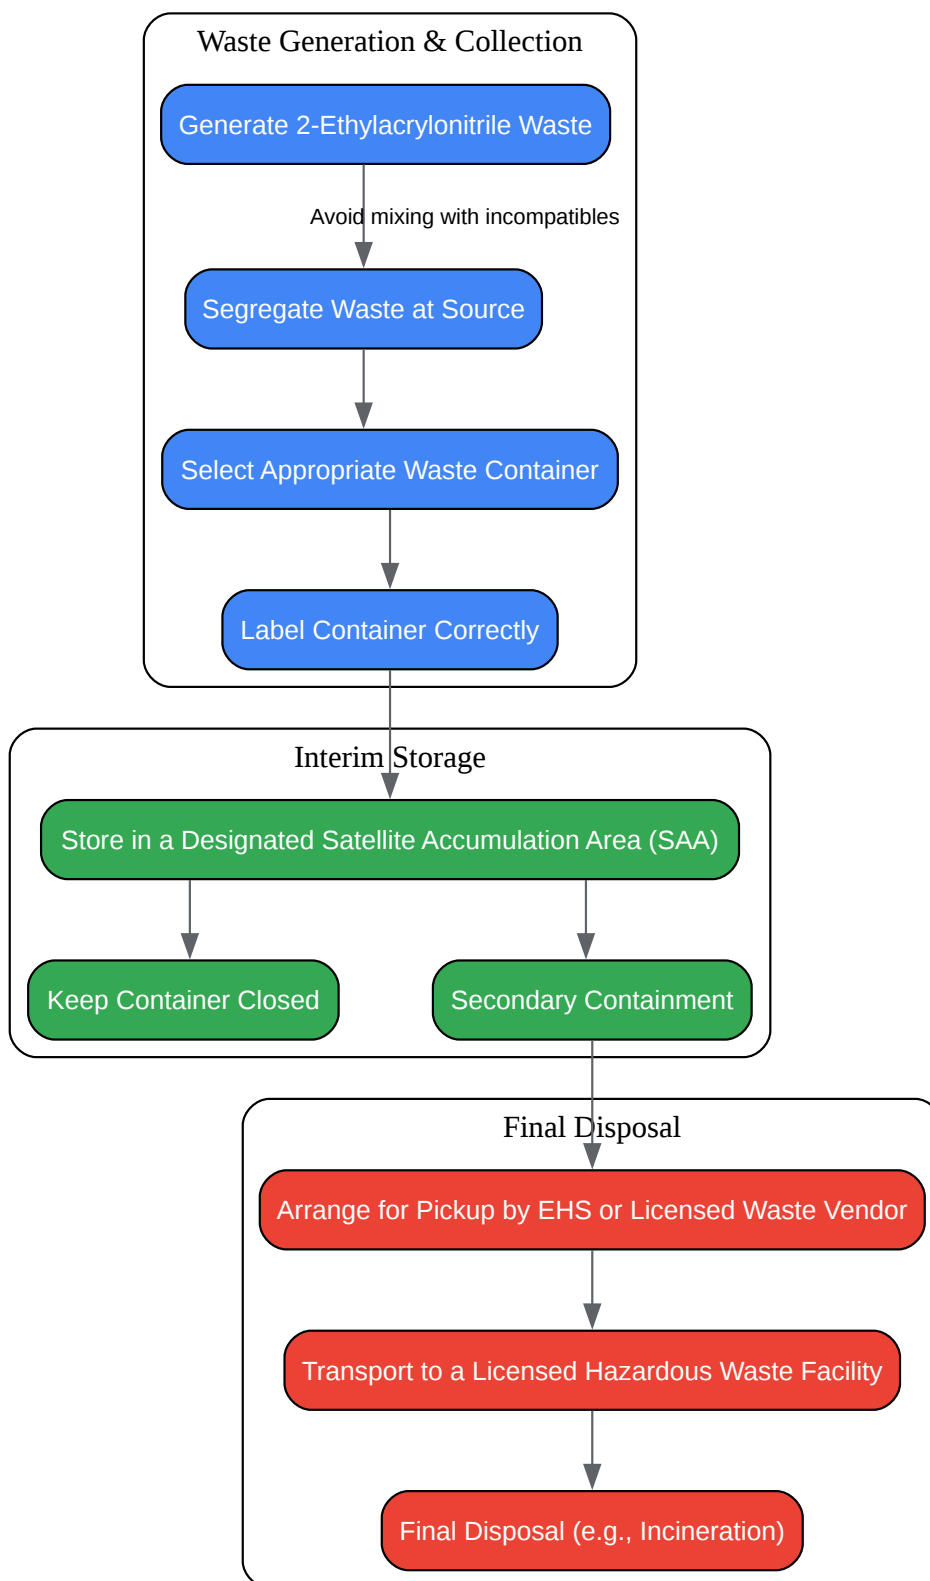 Waste Generation & Collection
Generate 2-Ethylacrylonitrile Waste
Avoid mixing with incompatibles
Segregate Waste at Source
Select Appropriate Waste Container
Label Container Correctly
Interim Storage
Store in a Designated Satellite Accumulation Area (SAA)
Keep Container Closed
Secondary Containment
Final Disposal
Arrange for Pickup by EHS or Licensed Waste Vendor
Transport to a Licensed Hazardous Waste Facility
Final Disposal (e.g., Incineration)